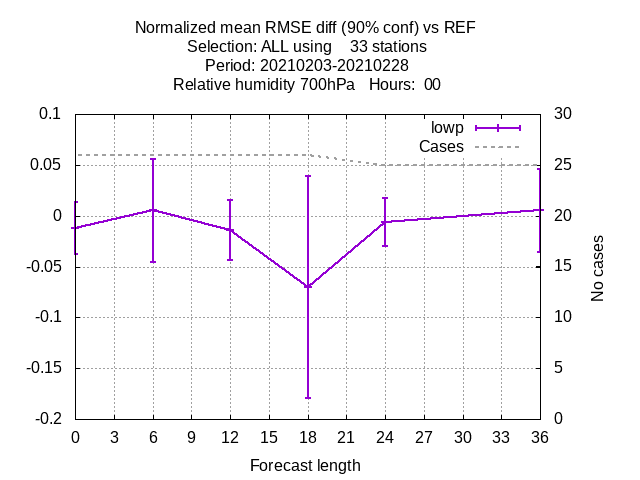 Normalized mean RMSE diff (90% conf) vs REF
Selection: ALL using    33 stations
Period: 20210203-20210228
Relative humidity 700hPa   Hours:  00
lowp
Cases
0.1
0.05
0
-0.05
-0.1
-0.15
-0.2
30
25
20
15
10
5
0
No cases
0 3 6 9 12 15 18 21 24 27 30 33 36
Forecast length